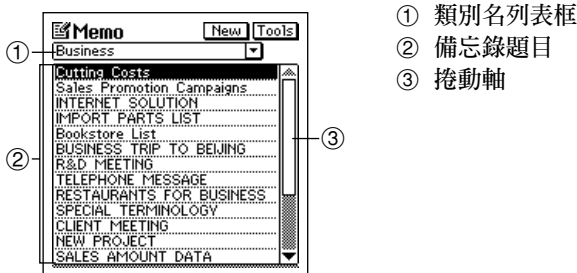 Memo New Tools
Business
Cutting Costs
Sales Promotion Campaigns
INTERNET SOLUTION
IMPORT PARTS LIST
Bookstore List
BUSINESS TRIP TO BEIJING
R&D MEETING
TELEPHONE MESSAGE
RESTAURANTS FOR BUSINESS
SPECIAL TERMINOLOGY
CLIENT MEETING
NEW PROJECT
SALES AMOUNT DATA
①
②
③
① 類別名列表框
② 備忘錄題目
③ 捲動軸